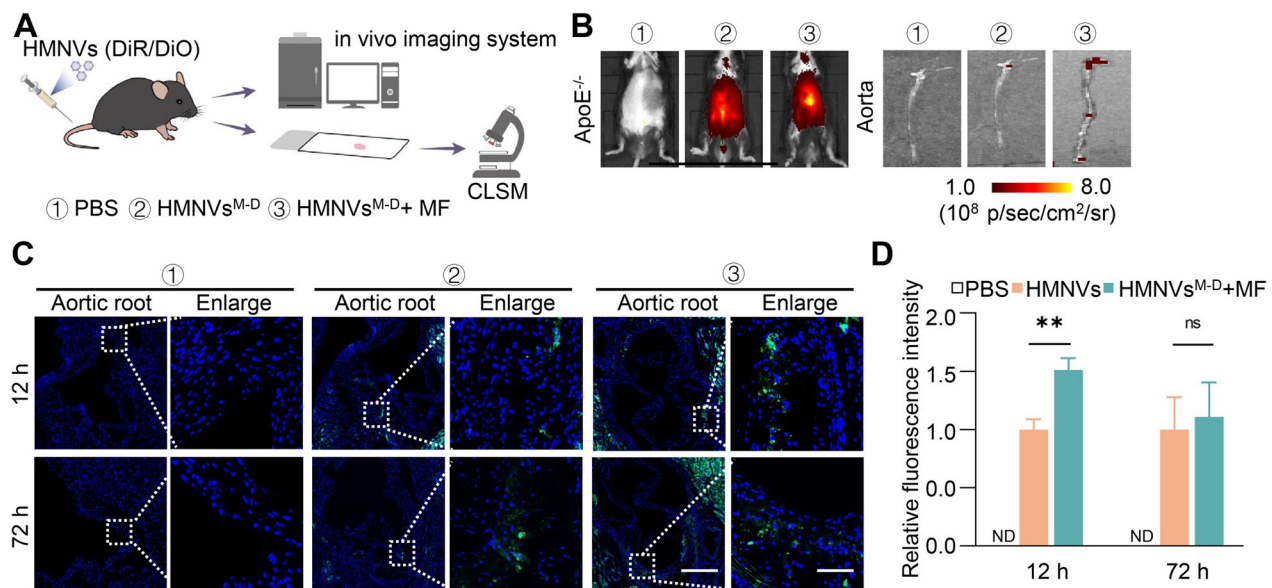 A
HMNVs (DiR/DiO)
in vivo imaging system
CLSM
① PBS ② HMNVsᴹ⁻ᴰ ③ HMNVsᴹ⁻ᴰ+ MF
B
① ② ③
ApoE⁻/⁻
① ② ③
Aorta
1.0 8.0
(10⁸ p/sec/cm²/sr)
C
① ② ③
Aortic root Enlarge Aortic root Enlarge Aortic root Enlarge
12 h
72 h
D
PBS HMNVs HMNVsᴹ⁻ᴰ+MF
Relative fluorescence intensity
2.0
1.5
1.0
0.0
0.0
** ns
ND ND
12 h 72 h